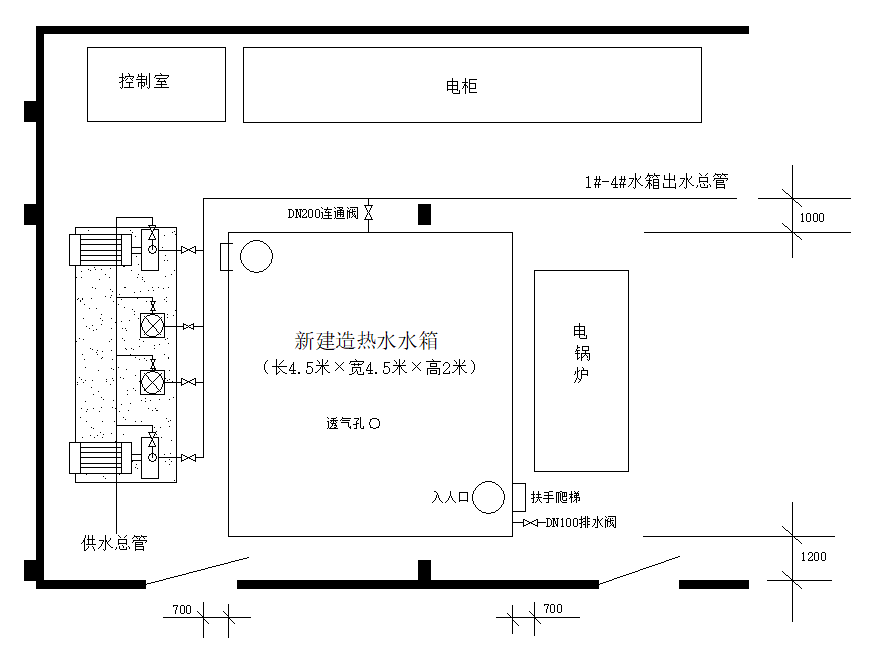 控制室
电柜
1#-4#水箱出水总管
DN200连通阀
1000
新建造热水水箱
（长4.5米×宽4.5米×高2米）
电
锅
炉
透气孔
入人口
扶手爬梯
DN100排水阀
供水总管
1200
700
700